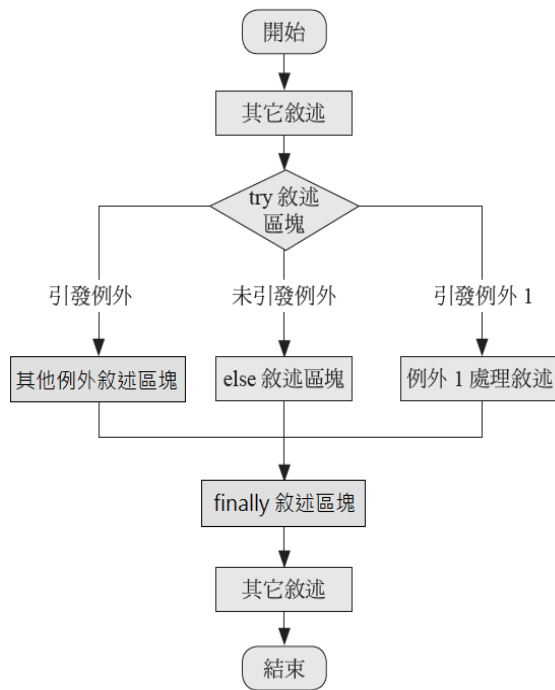 開始
其它敘述
try 敘述
區塊
引發例外
未引發例外
引發例外 1
其他例外敘述區塊
else 敘述區塊
例外 1 處理敘述
finally 敘述區塊
其它敘述
結束